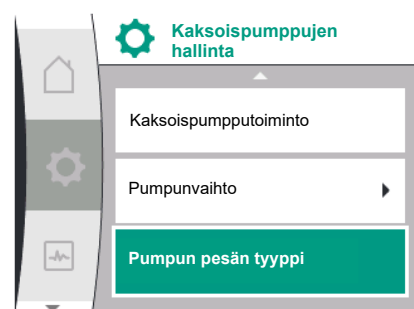 Kaksoispumppujen
hallinta
Kaksoispumpputoiminto
Pumpunvaihto
Pumpun pesän tyyppi